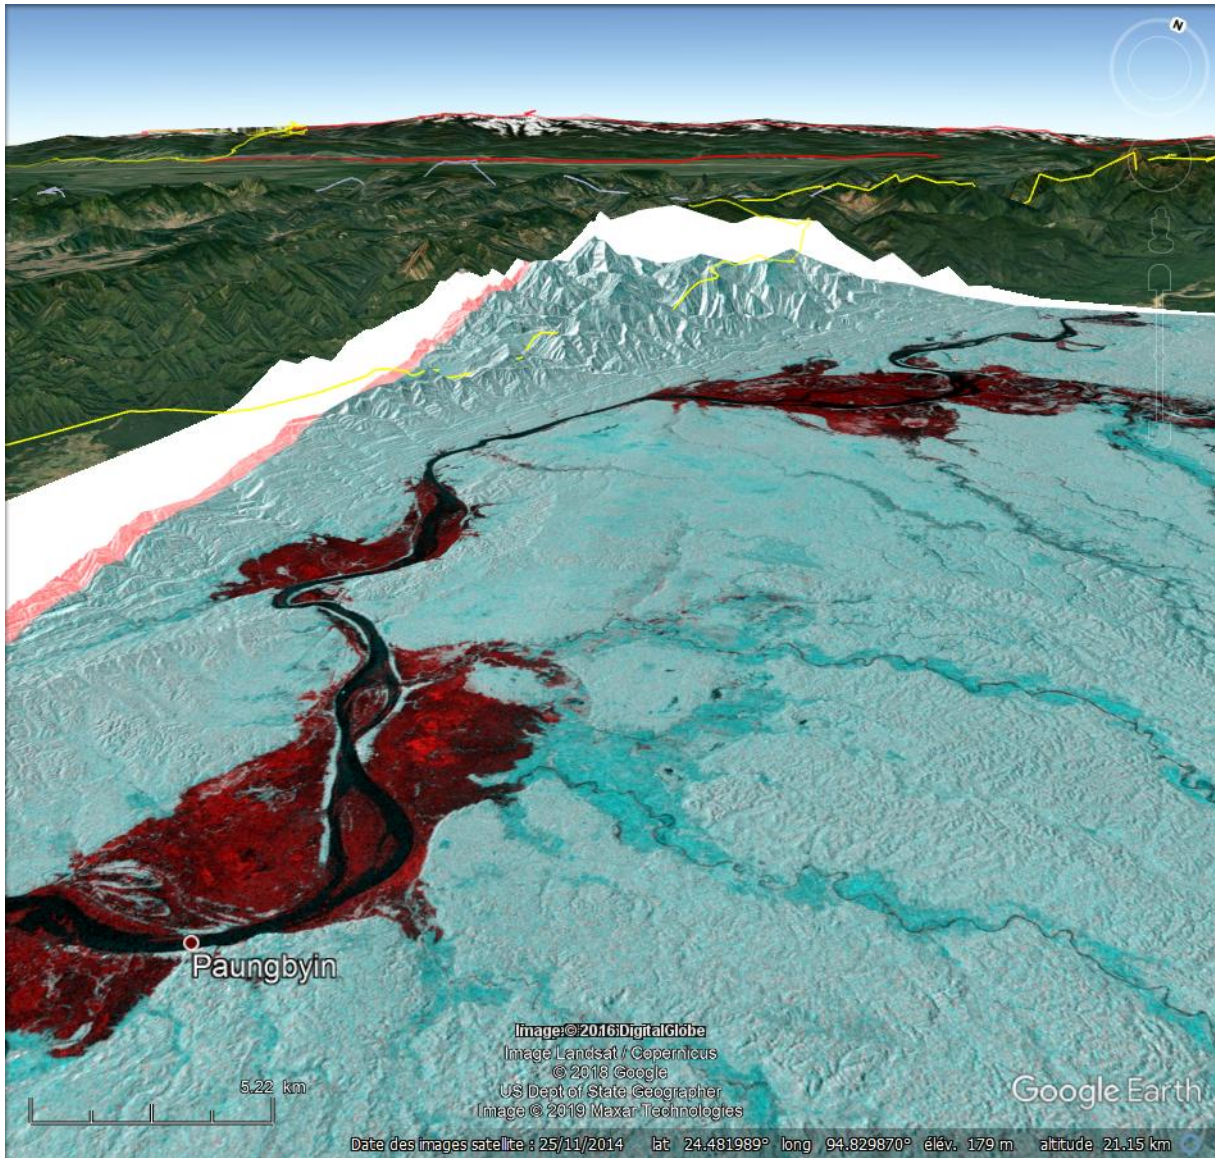 N
Paungbyin
Image © 2016 DigitalGlobe
Image Landsat / Copernicus
© 2018 Google
US Dept of State Geographer
Image © 2019 Maxar Technologies
5.22 km
Google Earth
Date des images satellite : 25/11/2014 lat 24.481989° long 94.829870° élév. 179 m altitude 21.15 km